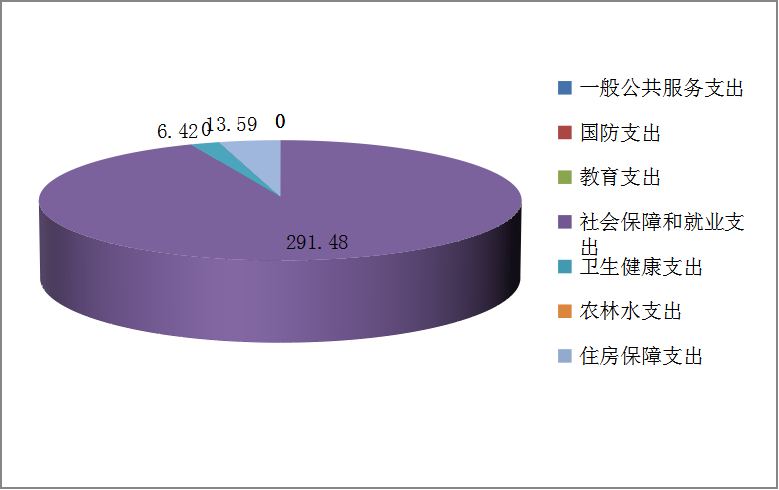 6.42
0
13.59
0
291.48
一般公共服务支出
国防支出
教育支出
社会保障和就业支
出
卫生健康支出
农林水支出
住房保障支出